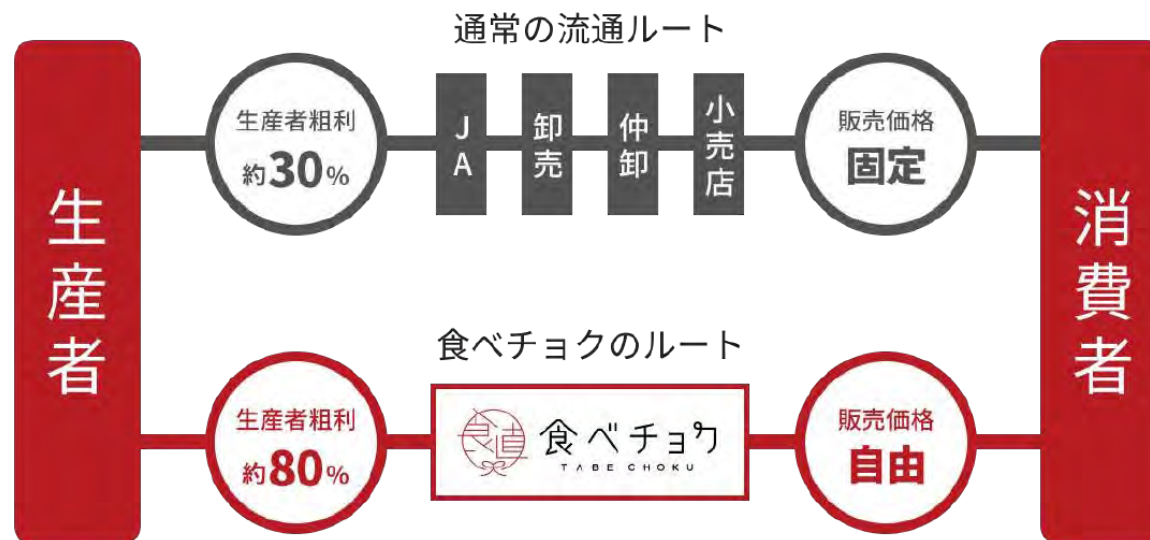 通常の流通ルート
生産者
生産者粗利
約30%
JA
卸売
仲卸
小売店
販売価格
固定
消費者
食べチョクのルート
生産者粗利
約80%
食直
食べチョク
TABE CHOKU
販売価格
自由